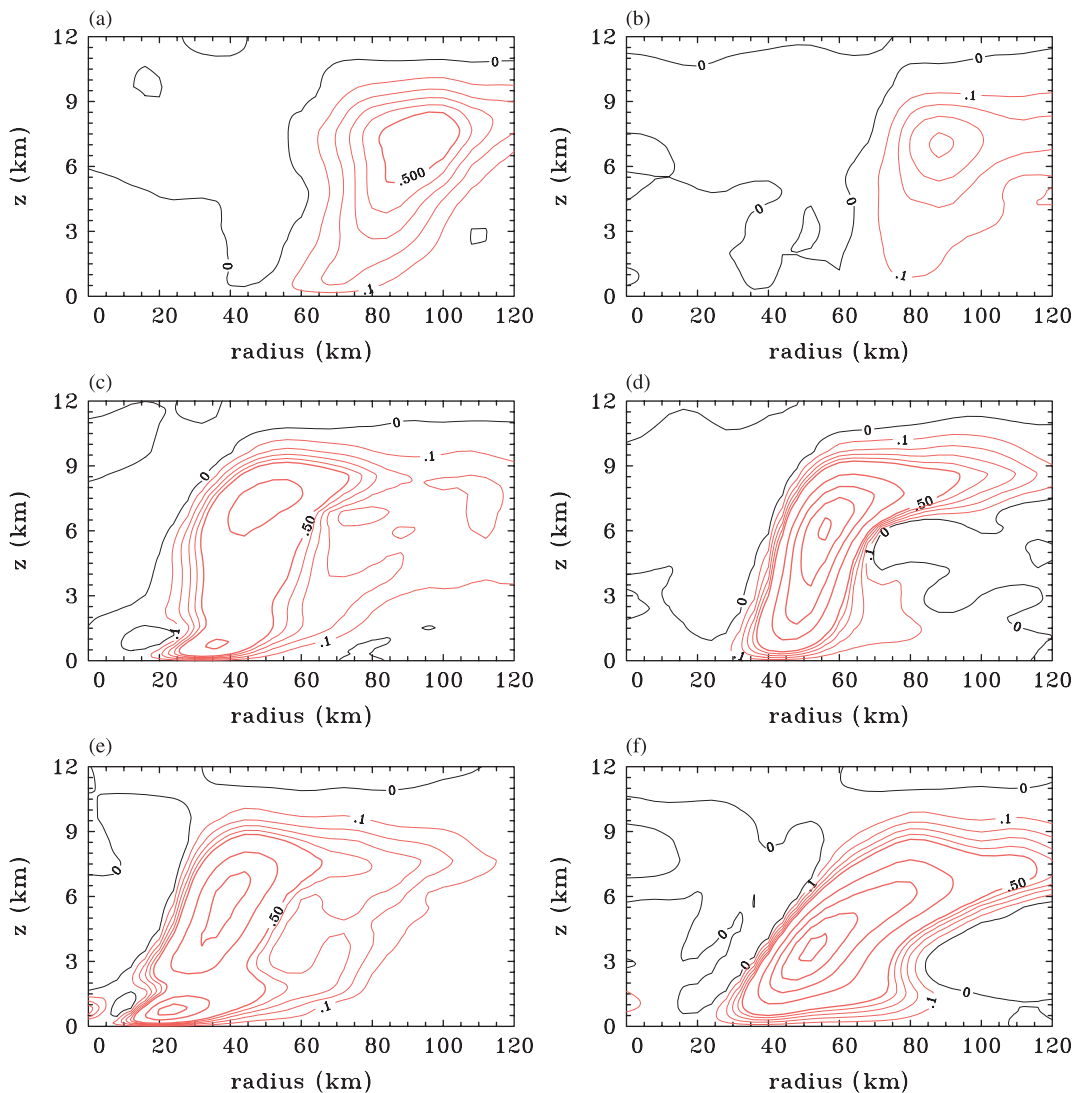 (a) (b)
12 9 6 3 0
z (km)
0 .500 0 .1
0 20 40 60 80 100 120
radius (km)
12 9 6 3 0
z (km)
0 0 .1 0 0 .1
0 20 40 60 80 100 120
radius (km)
(c) (d)
12 9 6 3 0
z (km)
0 0 .1 .50 .1 .1
0 20 40 60 80 100 120
radius (km)
12 9 6 3 0
z (km)
0 .1 .50 0 .1 0 0 .1
0 20 40 60 80 100 120
radius (km)
(e) (f)
12 9 6 3 0
z (km)
0 .1 0 .50 .1
0 20 40 60 80 100 120
radius (km)
12 9 6 3 0
z (km)
0 .1 0 .1 .50 0 0 0 .1
0 20 40 60 80 100 120
radius (km)